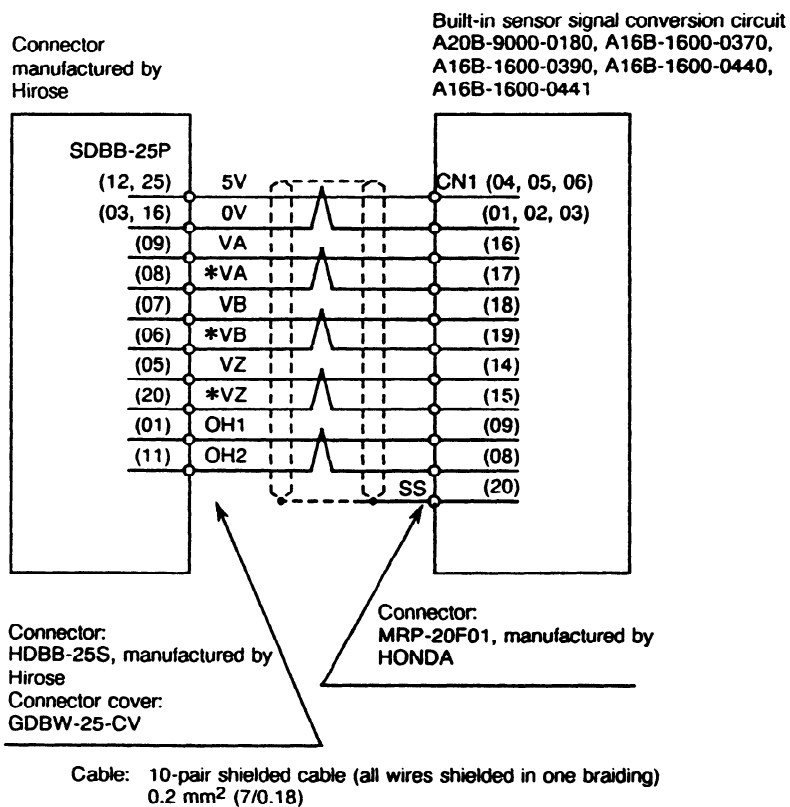 Built-in sensor signal conversion circuit
Connector
manufactured by
Hirose
A20B-9000-0180, A16B-1600-0370,
A16B-1600-0390, A16B-1600-0440,
A16B-1600-0441
SDBB-25P
(12, 25) 5V CN1 (04, 05, 06)
(03, 16) 0V (01, 02, 03)
(09) VA (16)
(08) *VA (17)
(07) VB (18)
(06) *VB (19)
(05) VZ (14)
(20) *VZ (15)
(01) OH1 (09)
(11) OH2 (08)
SS (20)
Connector:
HDBB-25S, manufactured by
Hirose
Connector cover:
GDBW-25-CV
Connector:
MRP-20F01, manufactured by
HONDA
Cable: 10-pair shielded cable (all wires shielded in one braiding)
0.2 mm2 (7/0.18)